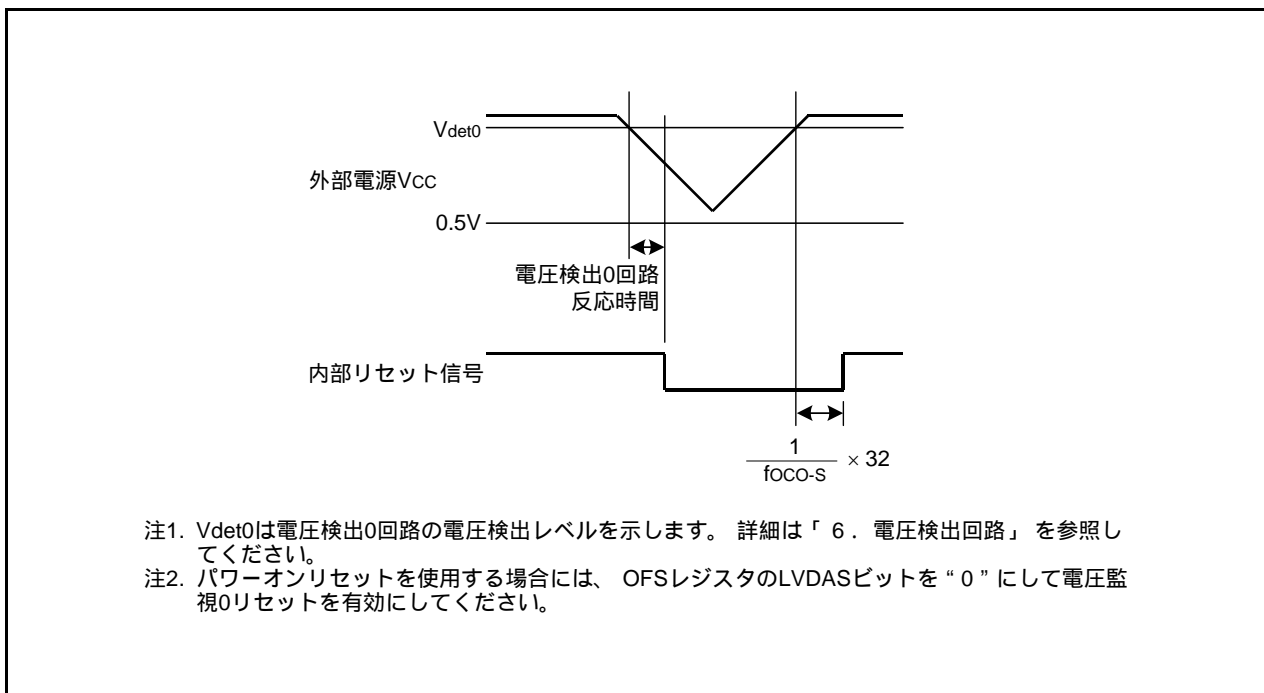 Vdet0
外部電源VCC
0.5V
電圧検出0回路
反応時間
内部リセット信号
1
fOCO-S
× 32
注1. Vdet0は電圧検出0回路の電圧検出レベルを示します。 詳細は「 6 . 電圧検出回路」 を参照し
てください。
注2. パワーオンリセットを使用する場合には、 OFSレジスタのLVDASビットを “ 0 ” にして電圧監
視0リセットを有効にしてください。